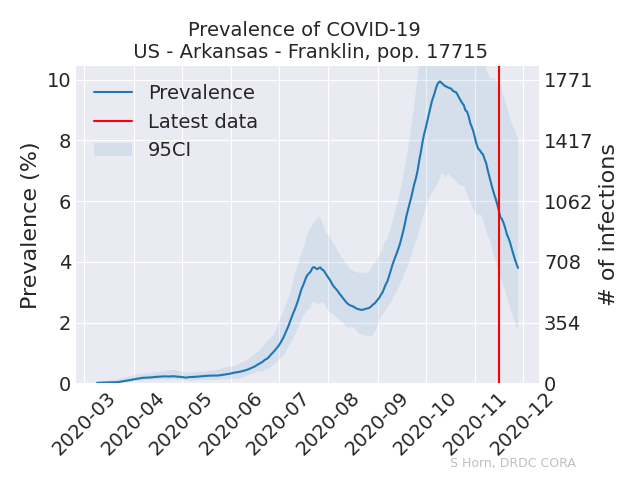 Prevalence of COVID-19
US - Arkansas - Franklin, pop. 17715
Prevalence
Latest data
95CI
Prevalence (%)
10
8
6
4
2
0
1771
1417
1062
708
354
0
# of infections
2020-03
2020-04
2020-05
2020-06
2020-07
2020-08
2020-09
2020-10
2020-11
2020-12
S Horn, DRDC CORA